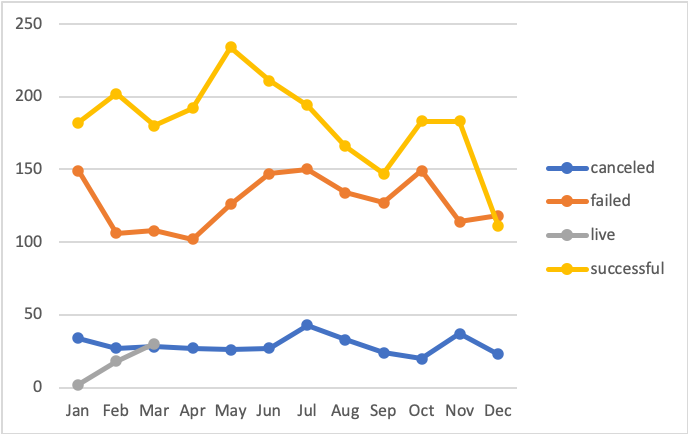 250
200
150
100
50
0
Jan Feb Mar Apr May Jun Jul Aug Sep Oct Nov Dec
canceled
failed
live
successful